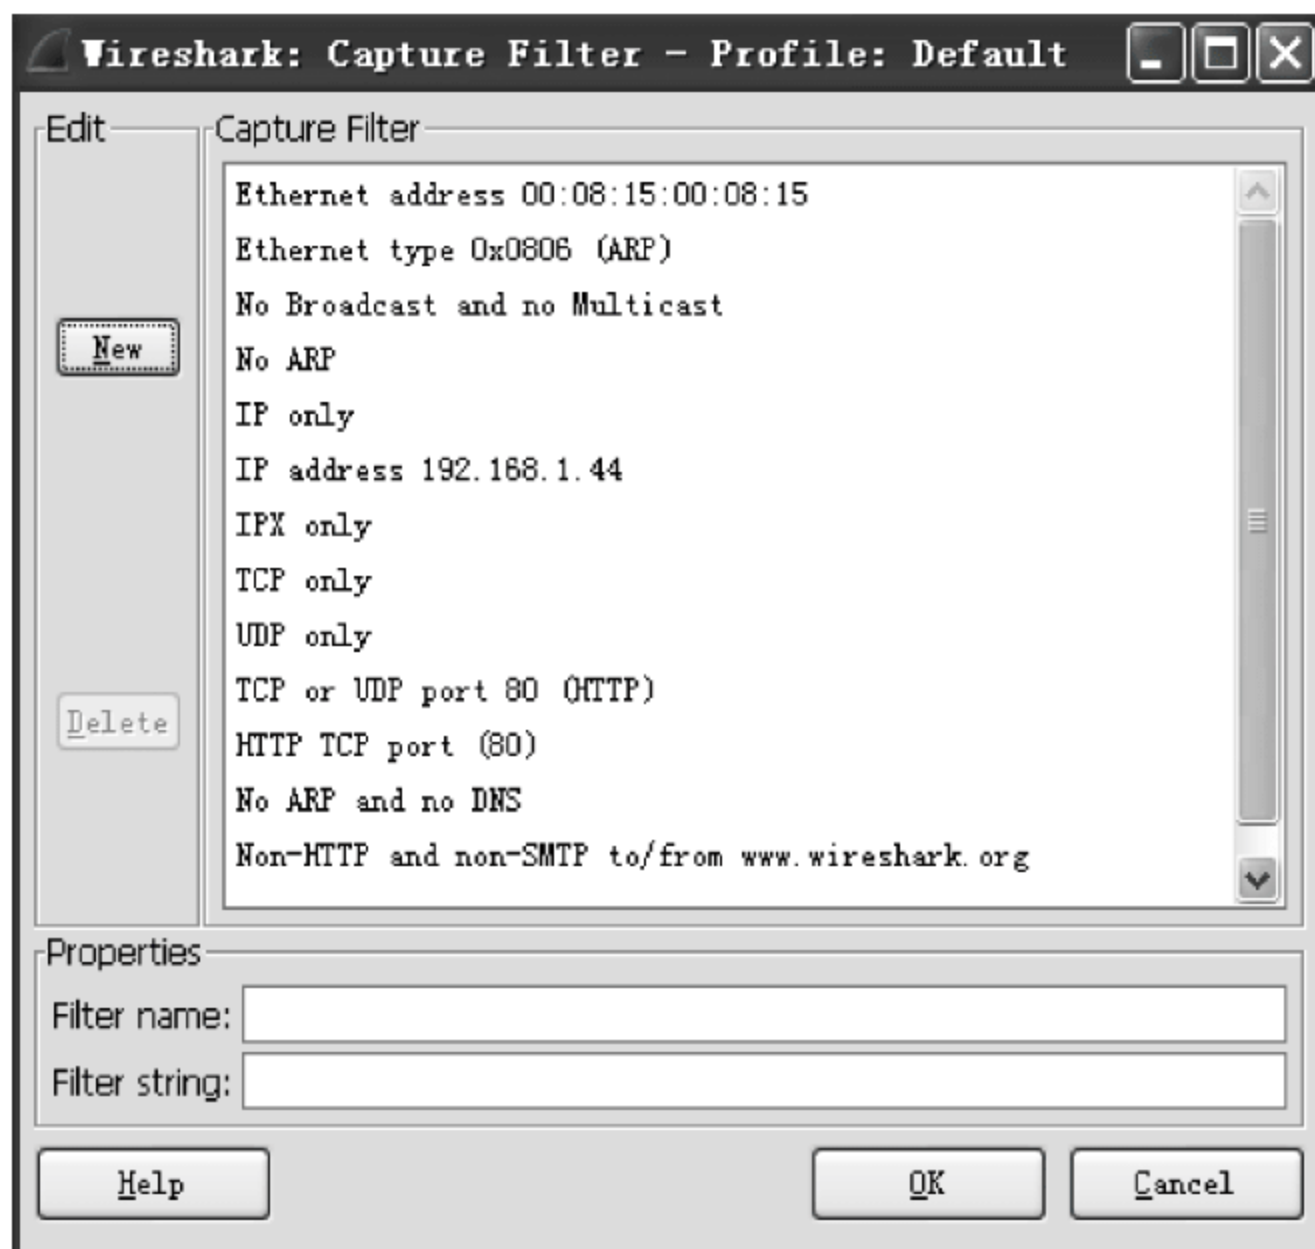 Wireshark: Capture Filter - Profile: Default
Edit
Capture Filter
Ethernet address 00:08:15:00:08:15
Ethernet type 0x0806 (ARP)
No Broadcast and no Multicast
New
No ARP
IP only
IP address 192.168.1.44
IPX only
TCP only
UDP only
TCP or UDP port 80 (HTTP)
Delete
HTTP TCP port (80)
No ARP and no DNS
Non-HTTP and non-SMTP to/from www.wireshark.org
Properties
Filter name:
Filter string:
Help OK Cancel